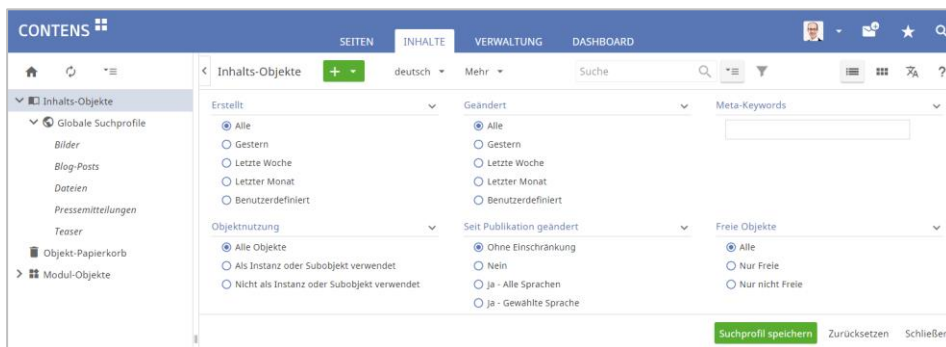 CONTENS
SEITEN INHALTE VERWALTUNG DASHBOARD
Inhalts-Objekte + deutsch Mehr Suche ?
Inhalts-Objekte
Globale Suchprofile
Bilder
Blog-Posts
Dateien
Pressemitteilungen
Teaser
Objekt-Papierkorb
Modul-Objekte
Erstellt
Alle
Gestern
Letzte Woche
Letzter Monat
Benutzerdefiniert
Geändert
Alle
Gestern
Letzte Woche
Letzter Monat
Benutzerdefiniert
Meta-Keywords
Objektnutzung
Alle Objekte
Als Instanz oder Subobjekt verwendet
Nicht als Instanz oder Subobjekt verwendet
Seit Publikation geändert
Ohne Einschränkung
Nein
Ja - Alle Sprachen
Ja - Gewählte Sprache
Freie Objekte
Alle
Nur Freie
Nur nicht Freie
Suchprofil speichern Zurücksetzen Schließen